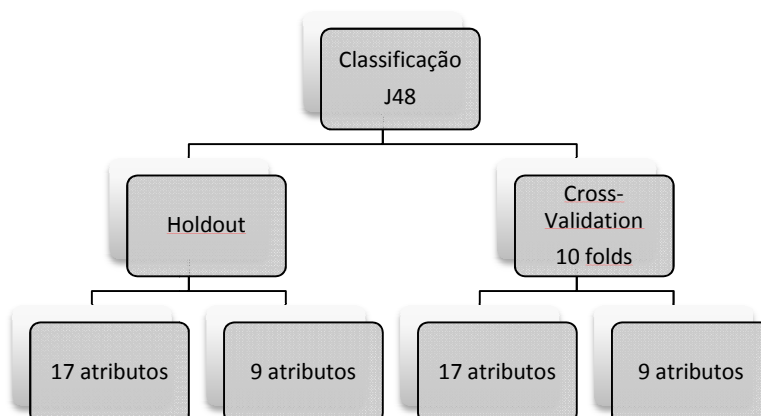 Classificação
J48
Holdout
Cross-
Validation
10 folds
17 atributos
9 atributos
17 atributos
9 atributos